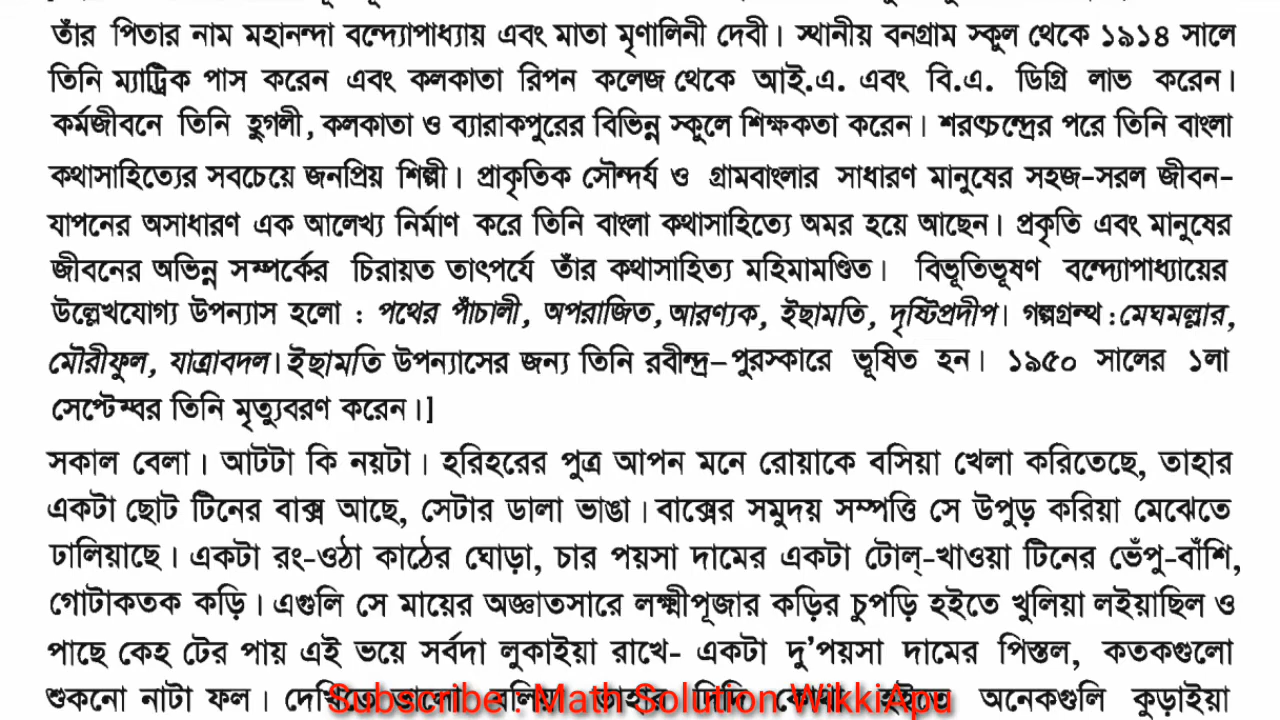 তাঁর পিতার নাম মহানন্দা বন্দ্যোপাধ্যায় এবং মাতা মৃণালিনী দেবী। স্থানীয় বনগ্রাম স্কুল থেকে ১৯১৪ সালে
তিনি ম্যাট্রিক পাস করেন এবং কলকাতা রিপন কলেজ থেকে আই.এ. এবং বি.এ. ডিগ্রি লাভ করেন।
কর্মজীবনে তিনি হুগলী, কলকাতা ও ব্যারাকপুরের বিভিন্ন স্কুলে শিক্ষকতা করেন। শরৎচন্দ্রের পরে তিনি বাংলা
কথাসাহিত্যের সবচেয়ে জনপ্রিয় শিল্পী। প্রাকৃতিক সৌন্দর্য ও গ্রামবাংলার সাধারণ মানুষের সহজ-সরল জীবন-
যাপনের অসাধারণ এক আলেখ্য নির্মাণ করে তিনি বাংলা কথাসাহিত্যে অমর হয়ে আছেন। প্রকৃতি এবং মানুষের
জীবনের অভিন্ন সম্পর্কের চিরায়ত তাৎপর্যে তাঁর কথাসাহিত্য মহিমামণ্ডিত। বিভূতিভূষণ বন্দ্যোপাধ্যায়ের
উল্লেখযোগ্য উপন্যাস হলো : পথের পাঁচালী, অপরাজিত, আরণ্যক, ইছামতি, দৃষ্টিপ্রদীপ। গল্পগ্রন্থ : মেঘমল্লার,
মৌরীফুল, যাত্রাবদল। ইছামতি উপন্যাসের জন্য তিনি রবীন্দ্র–পুরস্কারে ভূষিত হন। ১৯৫০ সালের ১লা
সেপ্টেম্বর তিনি মৃত্যুবরণ করেন।]
সকাল বেলা। আটটা কি নয়টা। হরিহরের পুত্র আপন মনে রোয়াকে বসিয়া খেলা করিতেছে, তাহার
একটা ছোট টিনের বাক্স আছে, সেটার ডালা ভাঙা। বাক্সের সমুদয় সম্পত্তি সে উপুড় করিয়া মেঝেতে
ঢালিয়াছে। একটা রং-ওঠা কাঠের ঘোড়া, চার পয়সা দামের একটা টোল্-খাওয়া টিনের ভেঁপু-বাঁশি,
গোটাকতক কড়ি। এগুলি সে মায়ের অজ্ঞাতসারে লক্ষ্মীপূজার কড়ির চুপড়ি হইতে খুলিয়া লইয়াছিল ও
পাছে কেহ টের পায় এই ভয়ে সর্বদা লুকাইয়া রাখে- একটা দু'পয়সা দামের পিস্তল, কতকগুলো
শুকনো নাটা ফল। অনেকগুলি কুড়াইয়া
Subscribe : Math Solution WikkiApu